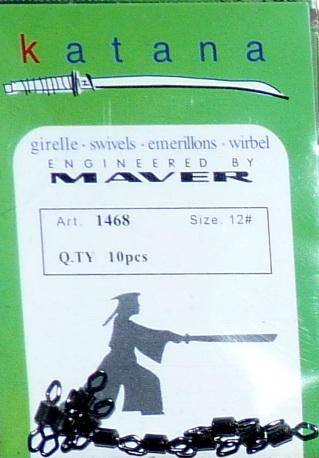 katana
girelle · swivels · emerillons · wirbel
ENGINEERED BY
MAVER
Art. 1468 Size. 12#
Q.TY 10pcs